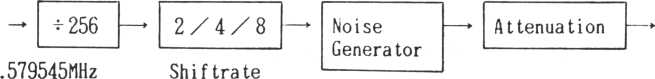 ÷256
2／4／8
Noise
Generator
Attenuation
.579545MHz
Shiftrate